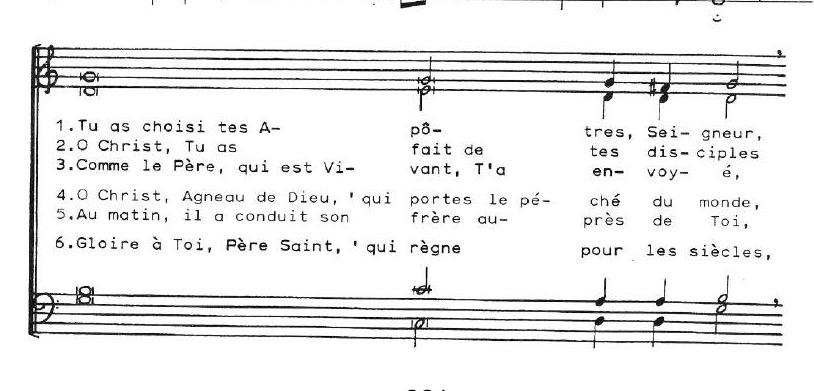 1.Tu as choisi tes A- pô- tres, Sei- gneur,
2.O Christ, Tu as fait de tes dis- ciples
3.Comme le Père, qui est Vi- vant, T'a en- voy- é,
4.O Christ, Agneau de Dieu, 'qui portes le pé- ché du monde,
5.Au matin, il a conduit son frère au- près de Toi,
6.Gloire à Toi, Père Saint, 'qui règne pour les siècles,